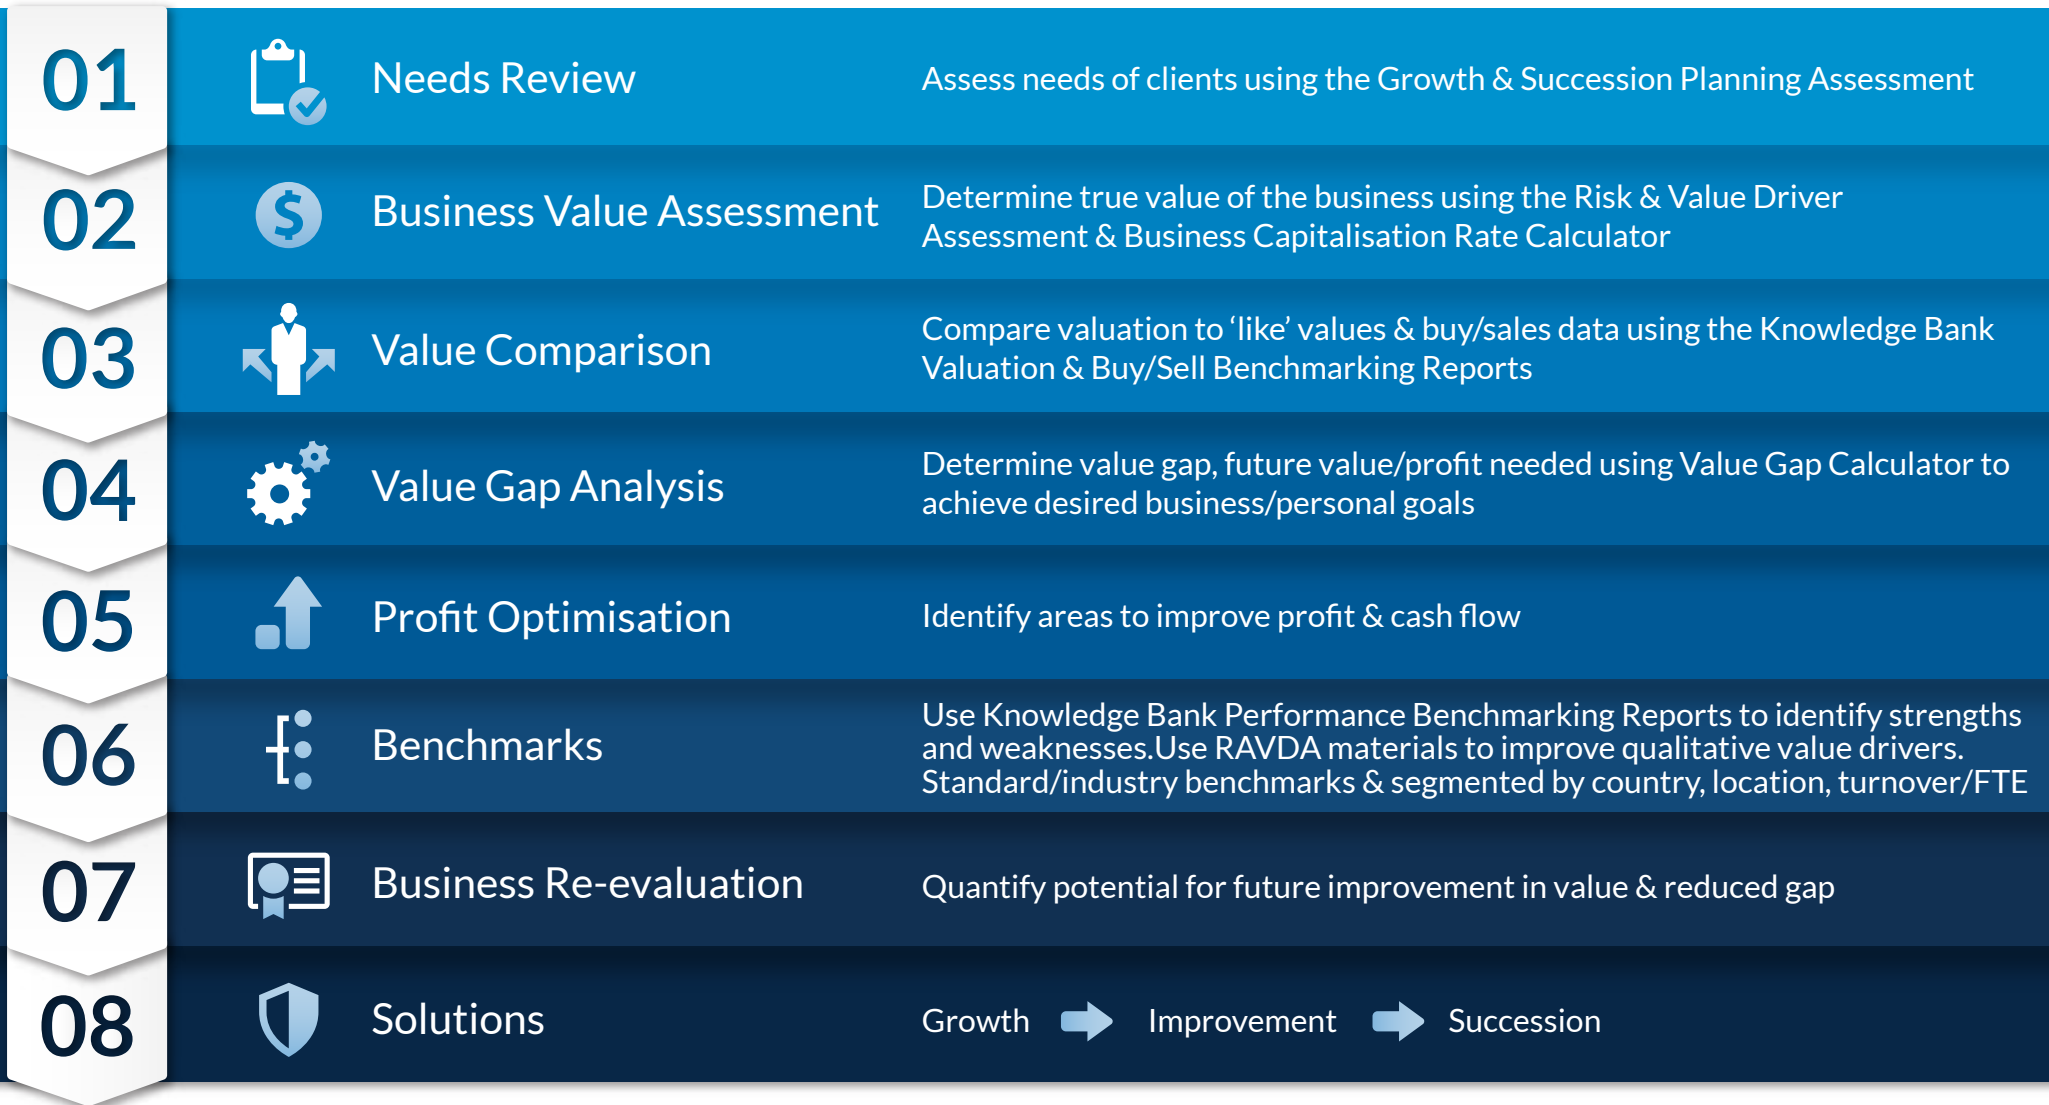 01
Needs Review
Assess needs of clients using the Growth & Succession Planning Assessment
02
Business Value Assessment
Determine true value of the business using the Risk & Value Driver
Assessment & Business Capitalisation Rate Calculator
03
Value Comparison
Compare valuation to ‘like’ values & buy/sales data using the Knowledge Bank
Valuation & Buy/Sell Benchmarking Reports
04
Value Gap Analysis
Determine value gap, future value/profit needed using Value Gap Calculator to
achieve desired business/personal goals
05
Profit Optimisation
Identify areas to improve profit & cash flow
06
Benchmarks
Use Knowledge Bank Performance Benchmarking Reports to identify strengths
and weaknesses.Use RAVDA materials to improve qualitative value drivers.
Standard/industry benchmarks & segmented by country, location, turnover/FTE
07
Business Re-evaluation
Quantify potential for future improvement in value & reduced gap
08
Solutions
Growth Improvement Succession